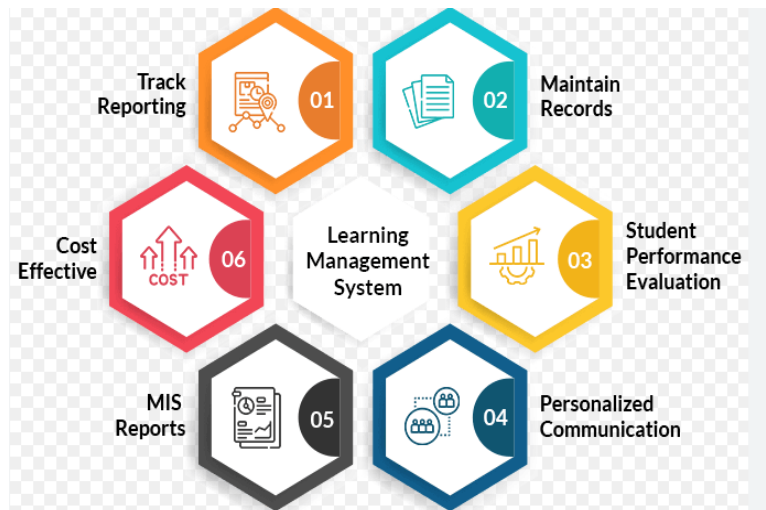 Track
Reporting
01
02
Maintain
Records
Learning
Management
System
03
Student
Performance
Evaluation
04
Personalized
Communication
05
MIS
Reports
06
COST
Cost
Effective